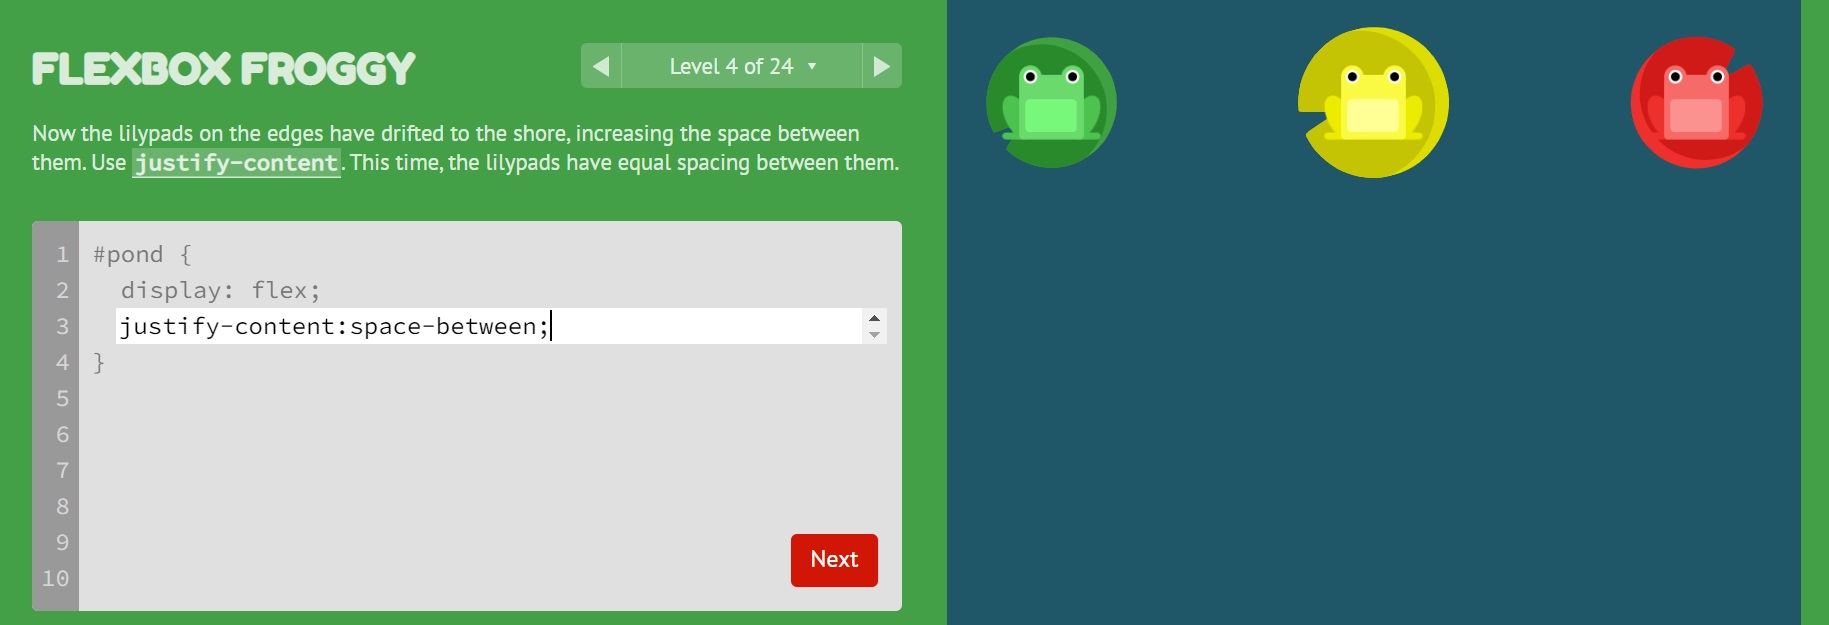 FLEXBOX FROGGY
◀ Level 4 of 24 ▼ ▶
Now the lilypads on the edges have drifted to the shore, increasing the space between
them. Use justify-content. This time, the lilypads have equal spacing between them.
1 #pond {
2 display: flex;
3 justify-content:space-between;
4 }
5
6
7
8
9
10
Next